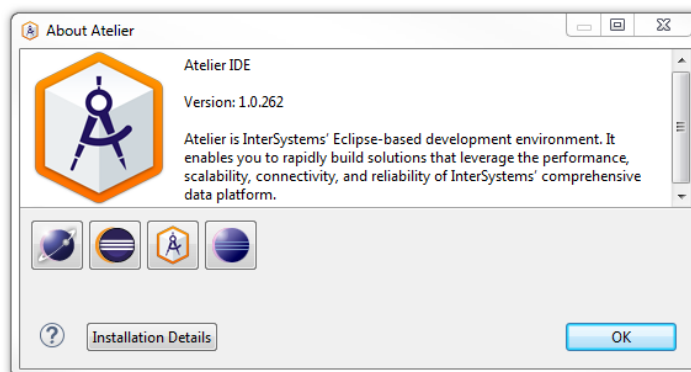 About Atelier
Atelier IDE
Version: 1.0.262
Atelier is InterSystems' Eclipse-based development environment. It
enables you to rapidly build solutions that leverage the performance,
scalability, connectivity, and reliability of InterSystems' comprehensive
data platform.
?
Installation Details
OK